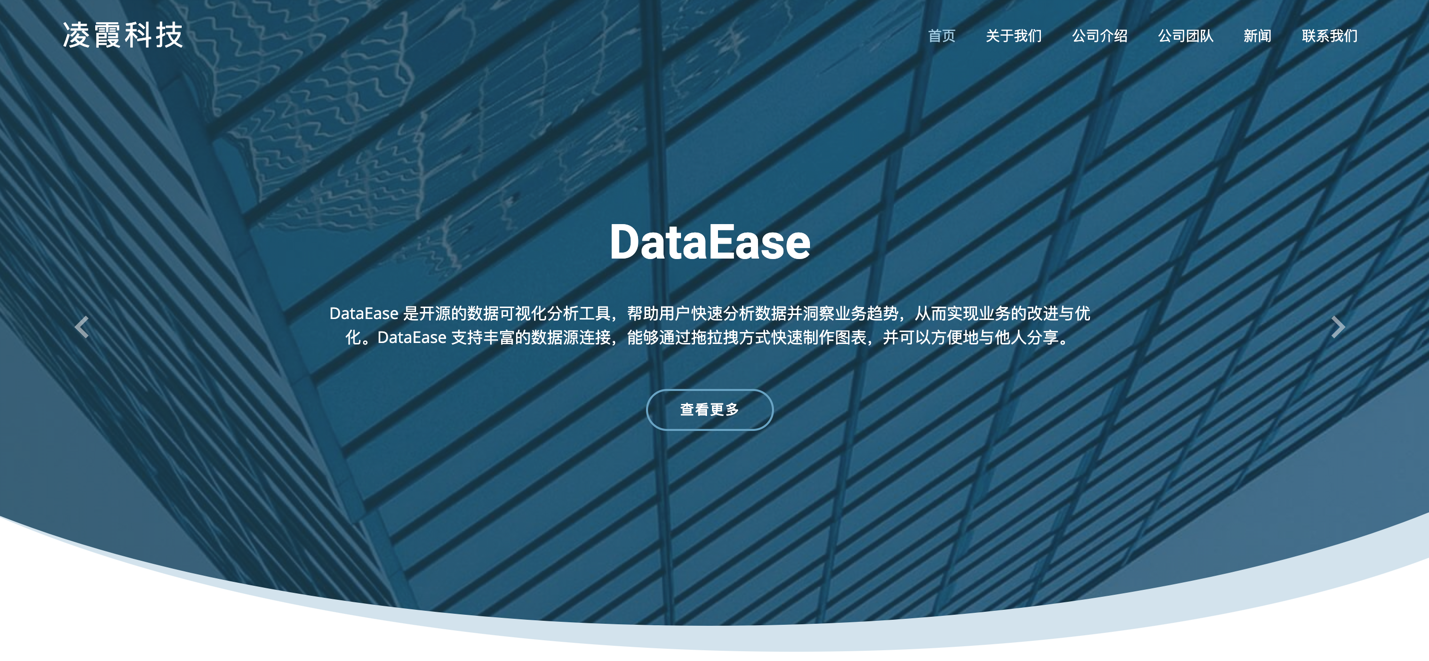 凌霞科技
首页 关于我们 公司介绍 公司团队 新闻 联系我们
DataEase
DataEase 是开源的数据可视化分析工具，帮助用户快速分析数据并洞察业务趋势，从而实现业务的改进与优
化。DataEase 支持丰富的数据源连接，能够通过拖拉拽方式快速制作图表，并可以方便地与他人分享。
查看更多